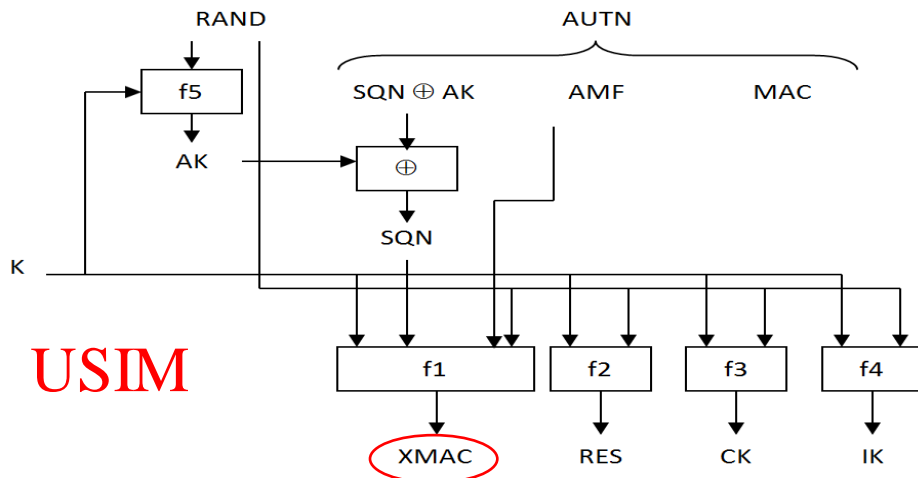 RAND AUTN
f5 SQN ⊕ AK AMF MAC
AK ⊕
SQN
K
USIM
f1 f2 f3 f4
XMAC RES CK IK